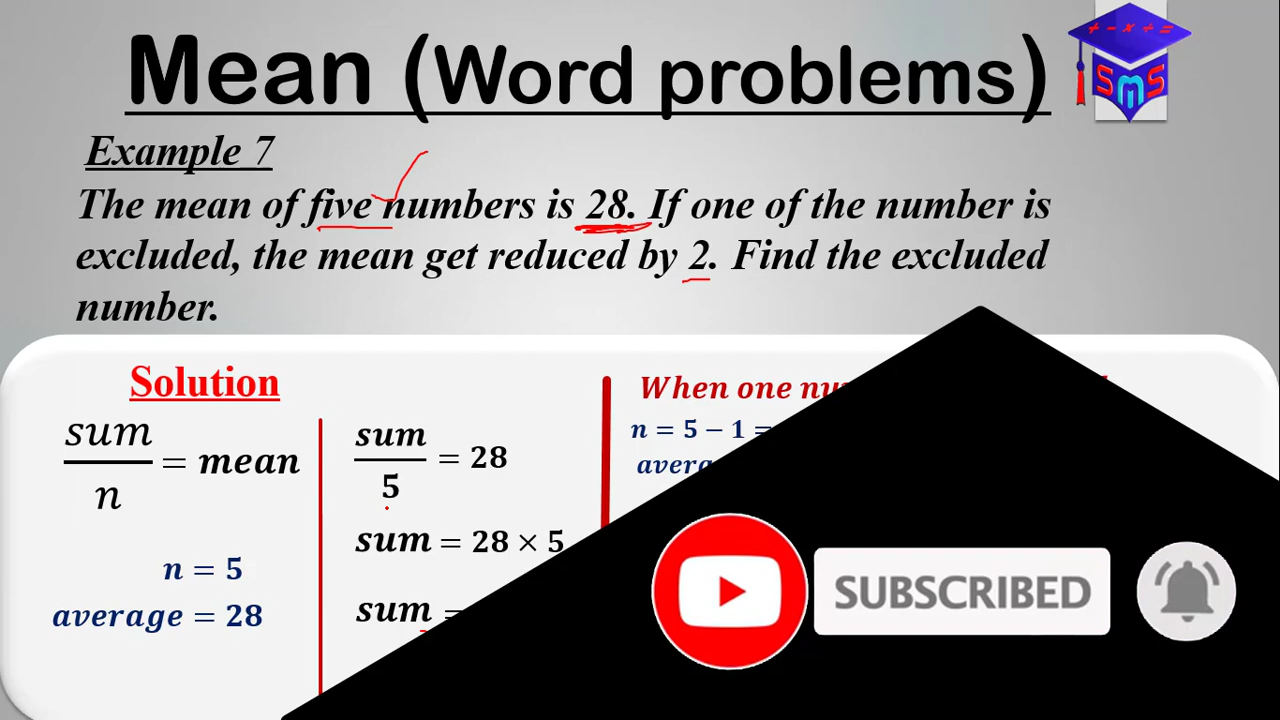 Mean (Word problems)
+ − × ÷ =
SMS
Example 7
The mean of five numbers is 28. If one of the number is
excluded, the mean get reduced by 2. Find the excluded
number.
Solution
sum
n
= mean
n = 5
average = 28
sum
5
= 28
sum = 28 × 5
sum =
When one
n = 5 − 1 =
SUBSCRIBED